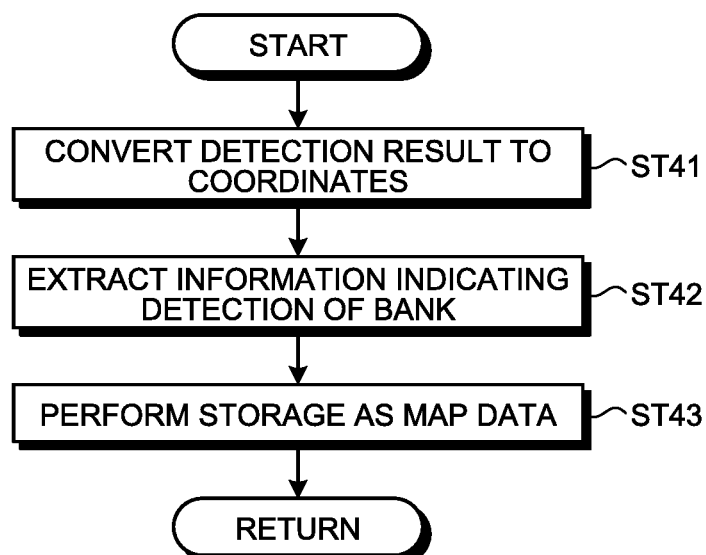 START
CONVERT DETECTION RESULT TO
COORDINATES
ST41
EXTRACT INFORMATION INDICATING
DETECTION OF BANK
ST42
PERFORM STORAGE AS MAP DATA
ST43
RETURN